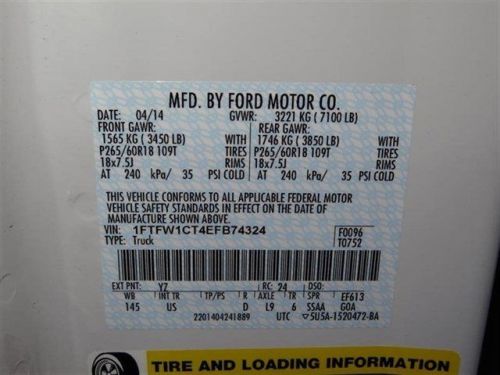 MFD. BY FORD MOTOR CO.
DATE: 04/14 GVWR: 3221 KG ( 7100 LB)
FRONT GAWR: REAR GAWR:
1565 KG ( 3450 LB) WITH 1746 KG ( 3850 LB) WITH
P265/60R18 109T TIRES P265/60R18 109T TIRES
18x7.5J RIMS 18x7.5J RIMS
AT 240 kPa/ 35 PSI COLD AT 240 kPa/ 35 PSI COLD
THIS VEHICLE CONFORMS TO ALL APPLICABLE FEDERAL MOTOR
VEHICLE SAFETY STANDARDS IN EFFECT ON THE DATE OF
MANUFACTURE SHOWN ABOVE.
VIN: 1FTFW1CT4EFB74324 F0096
TYPE: Truck T0752
EXT PNT: YZ RC: 24 DSO:
WB INT TR TP/PS R AXLE TR SPR EF613
145 US D L9 6 SSAA GOA
2201404241889 UTC 5U5A-1520472-BA
TIRE AND LOADING INFORMATION